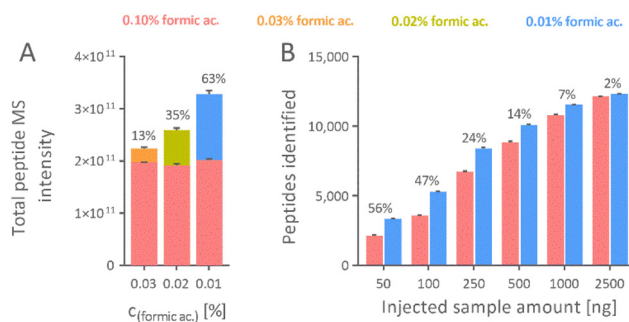 0.10% formic ac. 0.03% formic ac. 0.02% formic ac. 0.01% formic ac.
A
Total peptide MS
intensity
4×10¹¹
3×10¹¹
2×10¹¹
1×10¹¹
0
13%
35%
63%
0.03 0.02 0.01
c(formic ac.) [%]
B
Peptides identified
15,000
10,000
5,000
0
56%
47%
24%
14%
7%
2%
50 100 250 500 1000 2500
Injected sample amount [ng]